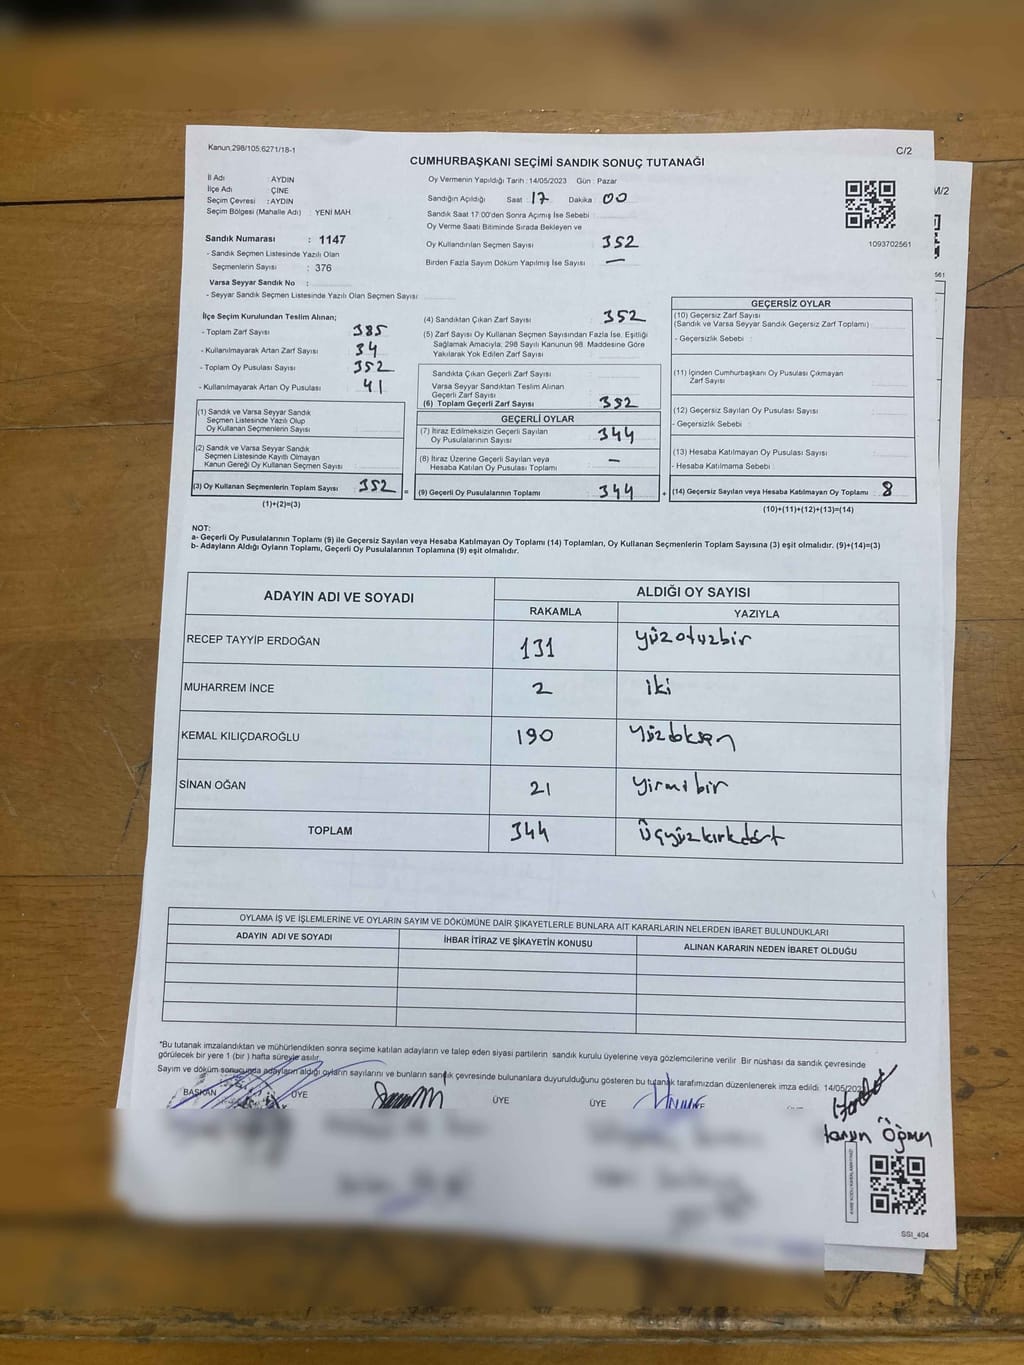 Kanun,298/105,6271/18-1
C/2
CUMHURBAŞKANI SEÇİMİ SANDIK SONUÇ TUTANAĞI
M/2
İl Adı : AYDIN
İlçe Adı : ÇİNE
Seçim Çevresi : AYDIN
Seçim Bölgesi (Mahalle Adı) : YENİ MAH.
Sandık Numarası : 1147
- Sandık Seçmen Listesinde Yazılı Olan
Seçmenlerin Sayısı : 376
Varsa Seyyar Sandık No :
- Seyyar Sandık Seçmen Listesinde Yazılı Olan Seçmen Sayısı
Oy Vermenin Yapıldığı Tarih : 14/05/2023 Gün : Pazar
Sandığın Açıldığı Saat 17 Dakika 00
Sandık Saat 17:00'den Sonra Açımış İse Sebebi
Oy Verme Saati Bitiminde Sırada Bekleyen ve
Oy Kullandırılan Seçmen Sayısı 352
Birden Fazla Sayım Döküm Yapılmış İse Sayısı —
1093702561
561
İlçe Seçim Kurulundan Teslim Alınan;
- Toplam Zarf Sayısı 385
- Kullanılmayarak Artan Zarf Sayısı 34
- Toplam Oy Pusulası Sayısı 352
- Kullanılmayarak Artan Oy Pusulası 41
(1) Sandık ve Varsa Seyyar Sandık
Seçmen Listesinde Yazılı Olup
Oy Kullanan Seçmenlerin Sayısı
(2) Sandık ve Varsa Seyyar Sandık
Seçmen Listesinde Kayıtlı Olmayan
Kanun Gereği Oy Kullanan Seçmen Sayısı
(3) Oy Kullanan Seçmenlerin Toplam Sayısı 352 =
(1)+(2)=(3)
(4) Sandıktan Çıkan Zarf Sayısı 352
(5) Zarf Sayısı Oy Kullanan Seçmen Sayısından Fazla İse, Eşitliği
Sağlamak Amacıyla; 298 Sayılı Kanunun 98. Maddesine Göre
Yakılarak Yok Edilen Zarf Sayısı
Sandıkta Çıkan Geçerli Zarf Sayısı
Varsa Seyyar Sandıktan Teslim Alınan
Geçerli Zarf Sayısı
(6) Toplam Geçerli Zarf Sayısı 352
GEÇERLİ OYLAR
(7) İtiraz Edilmeksizin Geçerli Sayılan
Oy Pusulalarının Sayısı 344
(8) İtiraz Üzerine Geçerli Sayılan veya
Hesaba Katılan Oy Pusulası Toplamı —
(9) Geçerli Oy Pusulalarının Toplamı 344 +
GEÇERSİZ OYLAR
(10) Geçersiz Zarf Sayısı
(Sandık ve Varsa Seyyar Sandık Geçersiz Zarf Toplamı)
- Geçersizlik Sebebi :
(11) İçinden Cumhurbaşkanı Oy Pusulası Çıkmayan
Zarf Sayısı
(12) Geçersiz Sayılan Oy Pusulası Sayısı
- Geçersizlik Sebebi :
(13) Hesaba Katılmayan Oy Pusulası Sayısı
- Hesaba Katılmama Sebebi :
(14) Geçersiz Sayılan veya Hesaba Katılmayan Oy Toplamı 8
(10)+(11)+(12)+(13)=(14)
NOT:
a- Geçerli Oy Pusulalarının Toplamı (9) ile Geçersiz Sayılan veya Hesaba Katılmayan Oy Toplamı (14) Toplamları, Oy Kullanan Seçmenlerin Toplam Sayısına (3) eşit olmalıdır. (9)+(14)=(3)
b- Adayların Aldığı Oyların Toplamı, Geçerli Oy Pusulalarının Toplamına (9) eşit olmalıdır.
ADAYIN ADI VE SOYADI
ALDIĞI OY SAYISI
RAKAMLA YAZIYLA
RECEP TAYYİP ERDOĞAN 131 yüzotuzbir
MUHARREM İNCE 2 iki
KEMAL KILIÇDAROĞLU 190 yüzdoksan
SİNAN OĞAN 21 yirmibir
TOPLAM 344 üçyüzkırkdört
OYLAMA İŞ VE İŞLEMLERİNE VE OYLARIN SAYIM VE DÖKÜMÜNE DAİR ŞİKAYETLERLE BUNLARA AİT KARARLARIN NELERDEN İBARET BULUNDUKLARI
ADAYIN ADI VE SOYADI İHBAR İTİRAZ VE ŞİKAYETİN KONUSU ALINAN KARARIN NEDEN İBARET OLDUĞU
*Bu tutanak imzalandıktan ve mühürlendikten sonra seçime katılan adayların ve talep eden siyasi partilerin sandık kurulu üyelerine veya gözlemcilerine verilir. Bir nüshası da sandık çevresinde
görülecek bir yere 1 (bir) hafta süreyle asılır.
Sayım ve döküm sonucunda adayların aldığı oyların sayılarını ve bunların sandık çevresinde bulunanlara duyurulduğunu gösteren bu tutanak tarafımızdan düzenlenerek imza edildi. 14/05/2023
BAŞKAN ÜYE ÜYE ÜYE
SSI_404